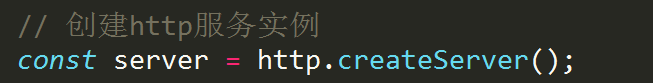 // 创建http服务实例
const server = http.createServer();